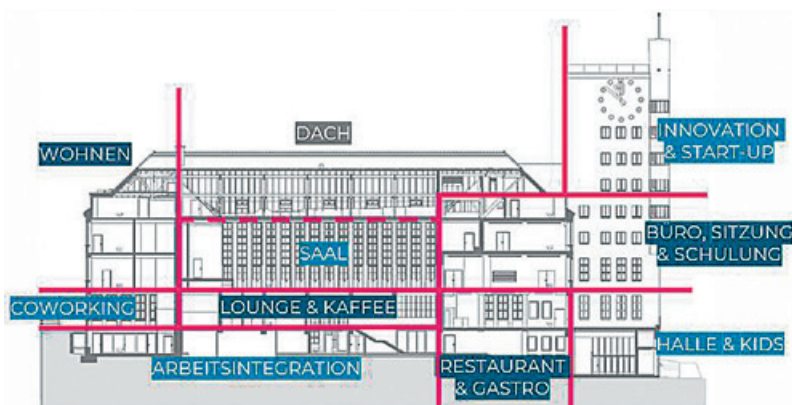 DACH
INNOVATION
& START-UP
WOHNEN
BÜRO, SITZUNG
& SCHULUNG
SAAL
COWORKING
LOUNGE & KAFFEE
HALLE & KIDS
ARBEITSINTEGRATION
RESTAURANT
& GASTRO